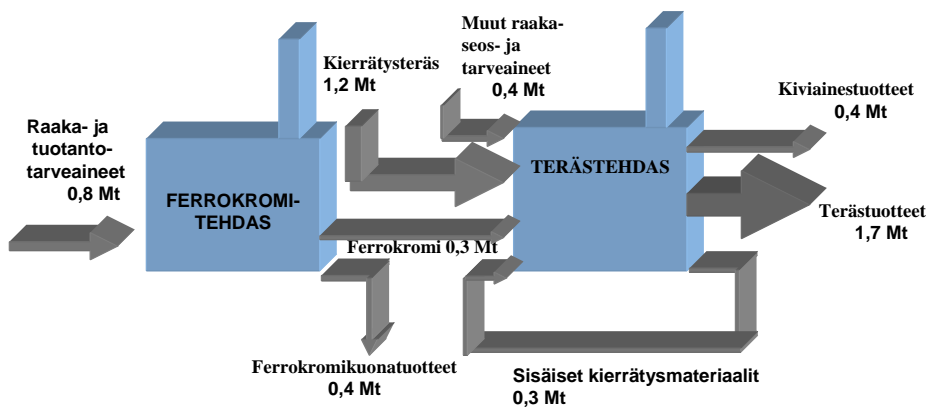 Raaka- ja
tuotanto-
tarveaineet
0,8 Mt
FERROKROMI-
TEHDAS
Kierrätysteräs
1,2 Mt
Muut raaka-
seos- ja
tarveaineet
0,4 Mt
Ferrokromi 0,3 Mt
Ferrokromikuonatuotteet
0,4 Mt
TERÄSTEHDAS
Kiviainestuotteet
0,4 Mt
Terästuotteet
1,7 Mt
Sisäiset kierrätysmateriaalit
0,3 Mt